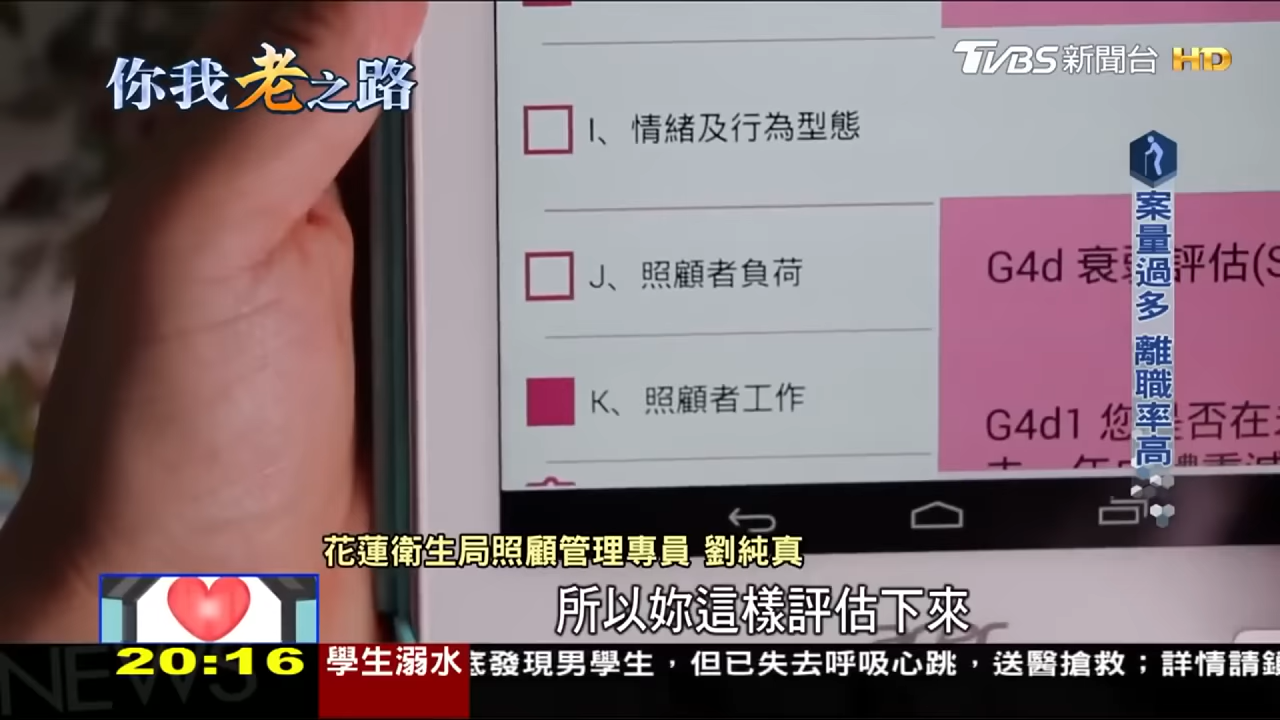 你我老之路
TVBS新聞台 HD
I、情緒及行為型態
J、照顧者負荷
K、照顧者工作
G4d 衰 評估(S
G4d1 您是否在
案量過多 離職率高
花蓮衛生局照顧管理專員 劉純真
所以妳這樣評估下來
NEWS
20:16
學生溺水
底發現男學生，但已失去呼吸心跳，送醫搶救；詳情請鎖